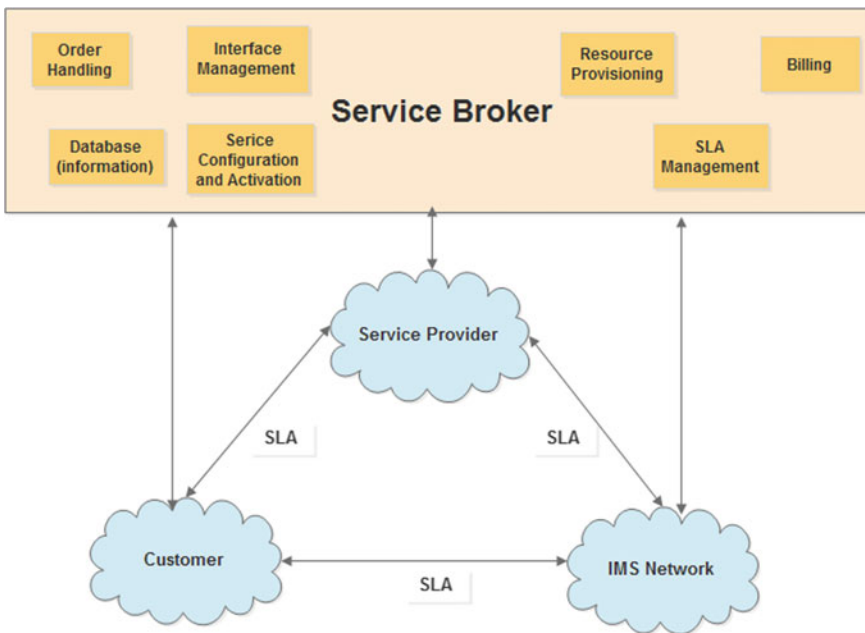 Order
Handling
Interface
Management
Resource
Provisioning
Billing
Service Broker
Database
(information)
Serice
Configuration
and Activation
SLA
Management
Service Provider
SLA
SLA
Customer
IMS Network
SLA